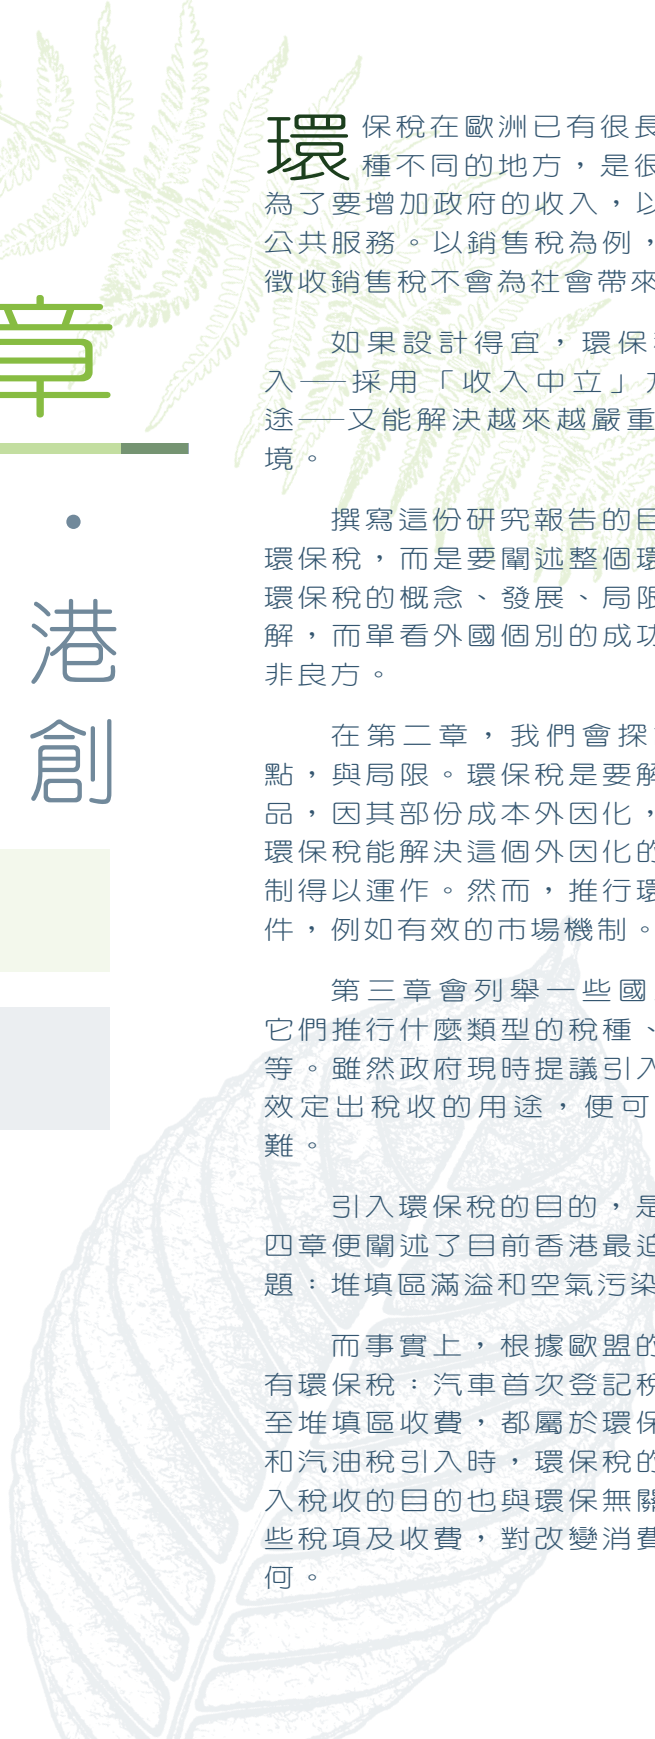 章
·
港
創
環保稅在歐洲已有很長
種不同的地方，是很
為了要增加政府的收入，以
公共服務。以銷售稅為例，
徵收銷售稅不會為社會帶來
如果設計得宜，環保
入——採用「收入中立」
途——又能解決越來越嚴重
境。
撰寫這份研究報告的目
環保稅，而是要闡述整個環
環保稅的概念、發展、局限
解，而單看外國個別的成功
非良方。
在第二章，我們會探
點，與局限。環保稅是要解
品，因其部份成本外因化，
環保稅能解決這個外因化的
制得以運作。然而，推行環
件，例如有效的市場機制。
第三章會列舉一些國
它們推行什麼類型的稅種、
等。雖然政府現時提議引入
效定出稅收的用途，便可
難。
引入環保稅的目的，是
四章便闡述了目前香港最迫
題：堆填區滿溢和空氣污染
而事實上，根據歐盟的
有環保稅：汽車首次登記稅
至堆填區收費，都屬於環保
和汽油稅引入時，環保稅的
入稅收的目的也與環保無關
些稅項及收費，對改變消費
何。